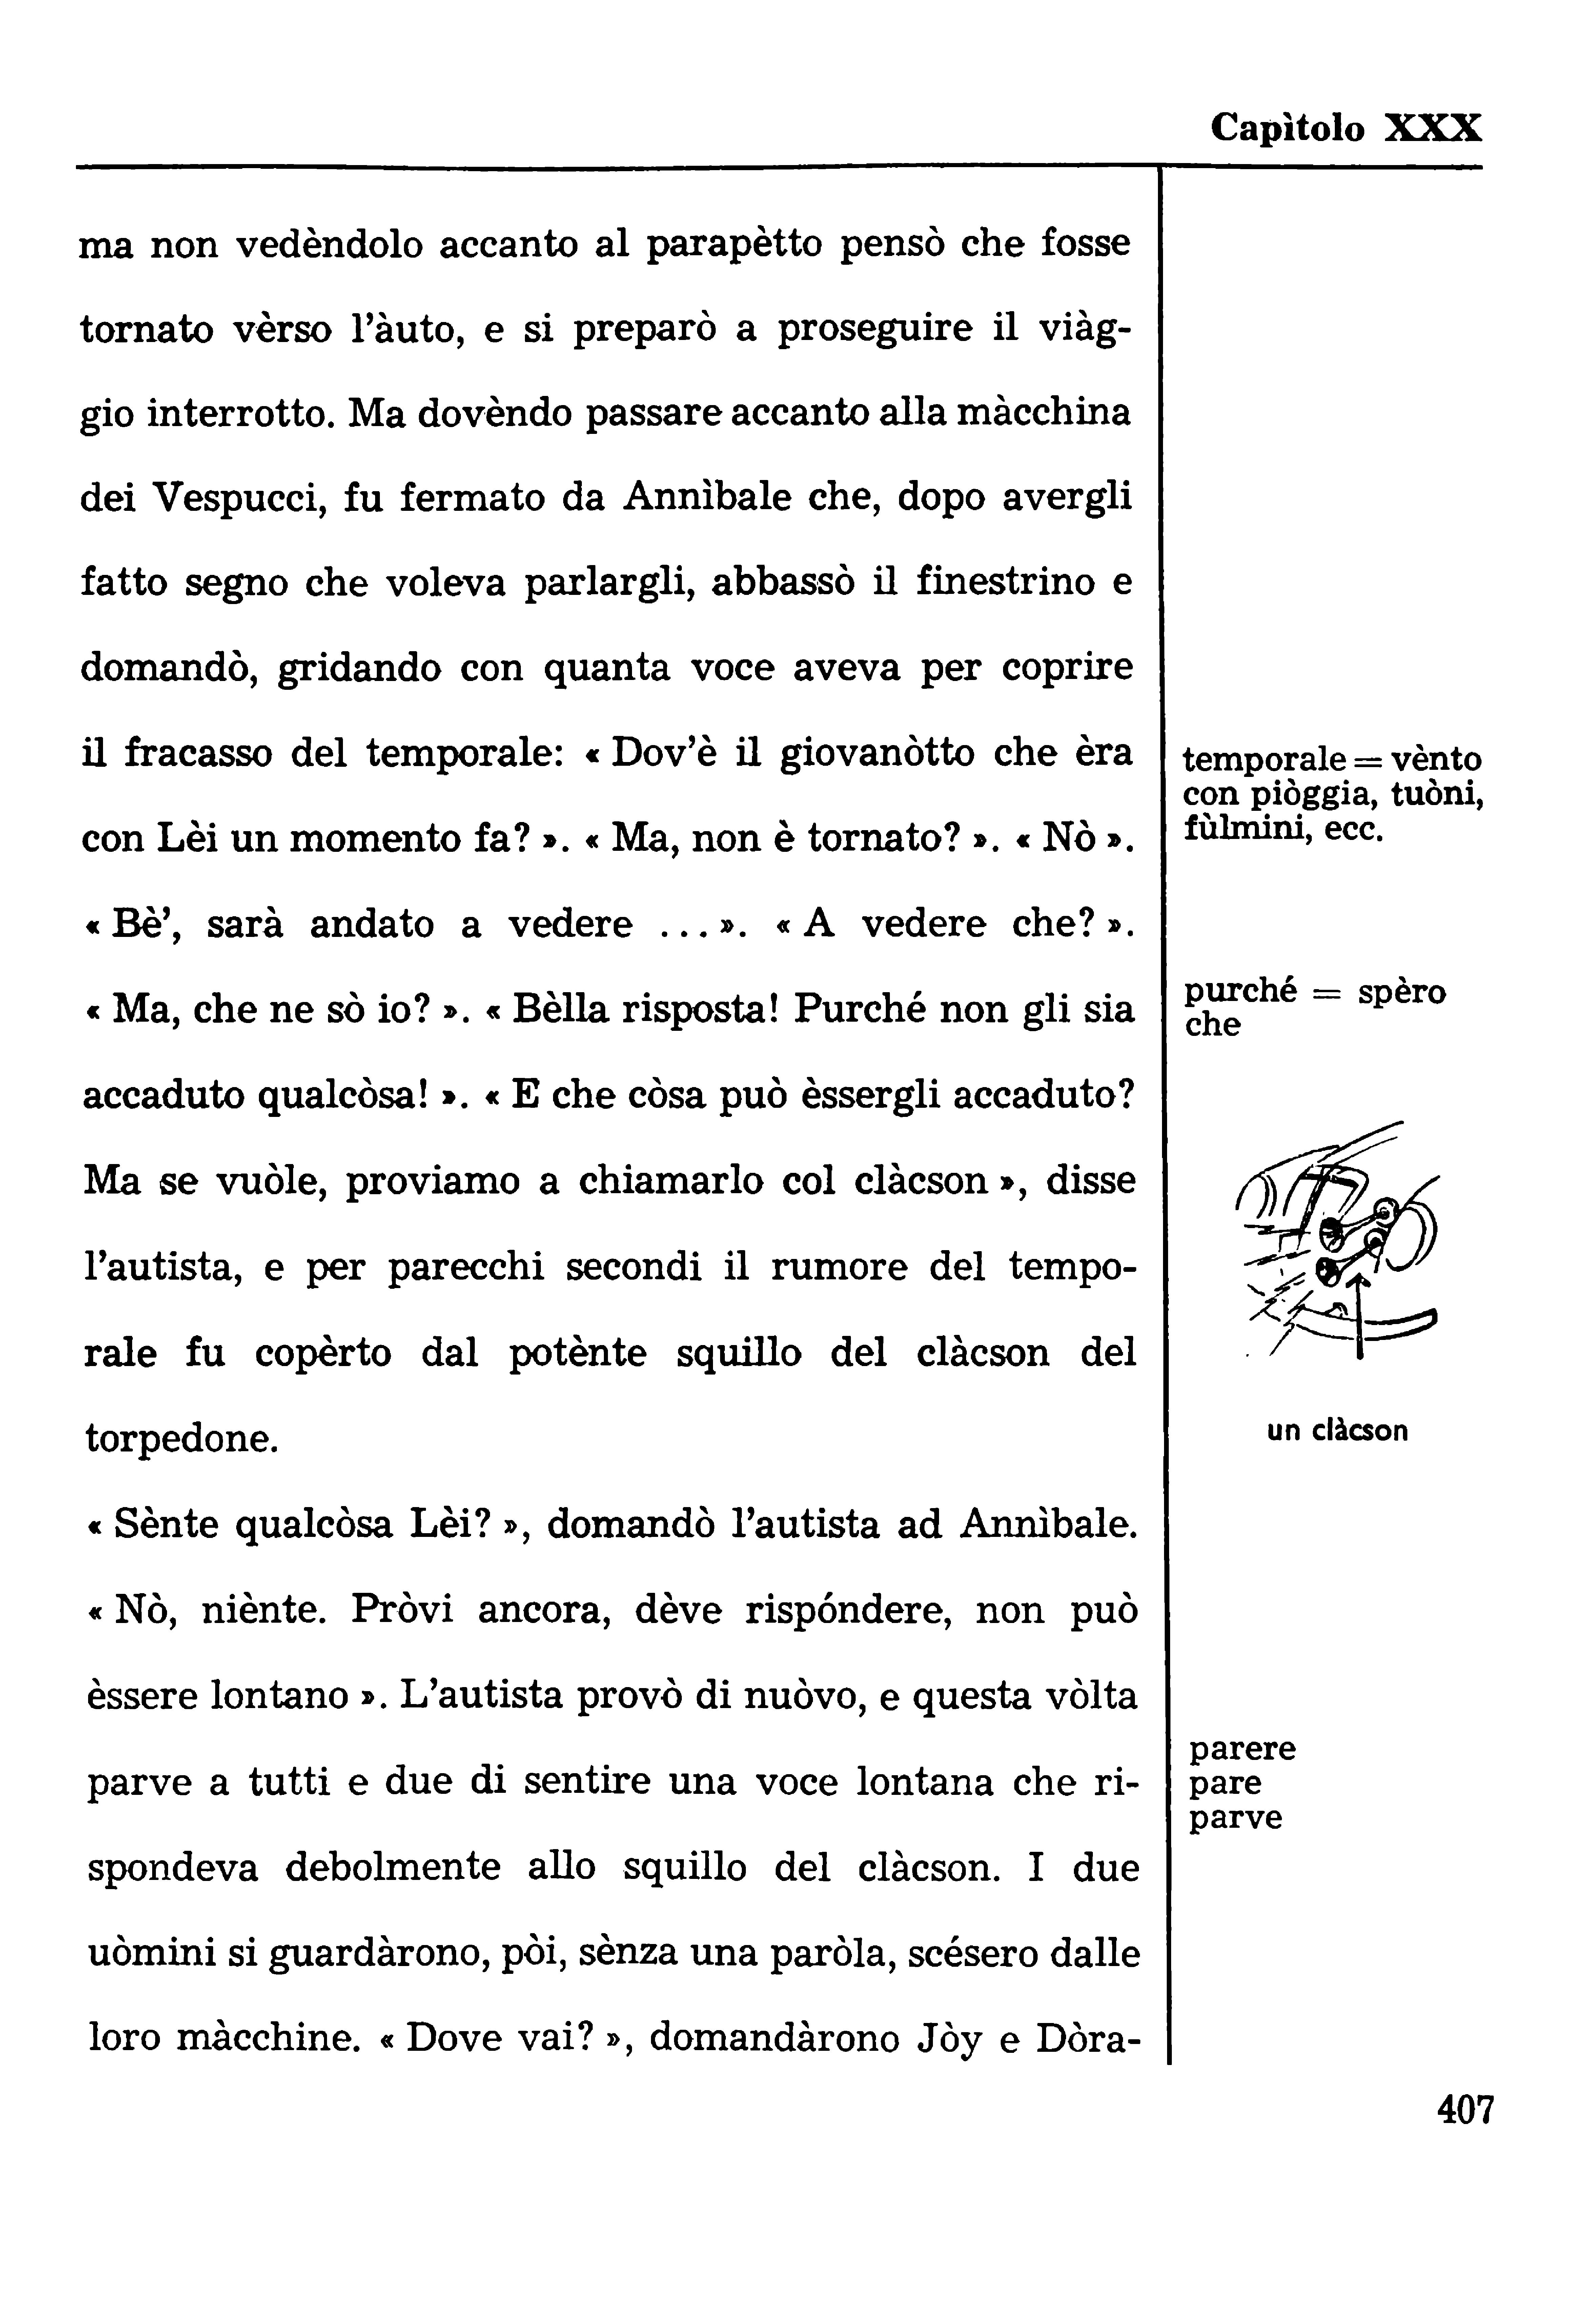 Capìtolo XXX
ma non vedèndolo accanto al parapètto pensò che fosse
tornato vèrso l'àuto, e si preparò a proseguire il viàg-
gio interrotto. Ma dovèndo passare accanto alla màcchina
dei Vespucci, fu fermato da Annìbale che, dopo avergli
fatto segno che voleva parlargli, abbassò il finestrino e
domandò, gridando con quanta voce aveva per coprire
il fracasso del temporale: « Dov'è il giovanòtto che èra
con Lèi un momento fa? ». « Ma, non è tornato? ». « Nò ».
« Bè', sarà andato a vedere ... ». « A vedere che? ».
« Ma, che ne sò io? ». « Bèlla risposta! Purché non gli sia
accaduto qualcòsa! ». « E che còsa può èssergli accaduto?
Ma se vuòle, proviamo a chiamarlo col clàcson », disse
l'autista, e per parecchi secondi il rumore del tempo-
rale fu copèrto dal potènte squillo del clàcson del
torpedone.
« Sènte qualcòsa Lèi? », domandò l'autista ad Annìbale.
« Nò, niènte. Pròvi ancora, dève rispóndere, non può
èssere lontano ». L'autista provò di nuòvo, e questa vòlta
parve a tutti e due di sentire una voce lontana che ri-
spondeva debolmente allo squillo del clàcson. I due
uòmini si guardàrono, pòi, sènza una paròla, scésero dalle
loro màcchine. « Dove vai? », domandàrono Jòy e Dòra-
temporale = vènto
con piòggia, tuòni,
fùlmini, ecc.
purché = spèro
che
un clàcson
parere
pare
parve
407